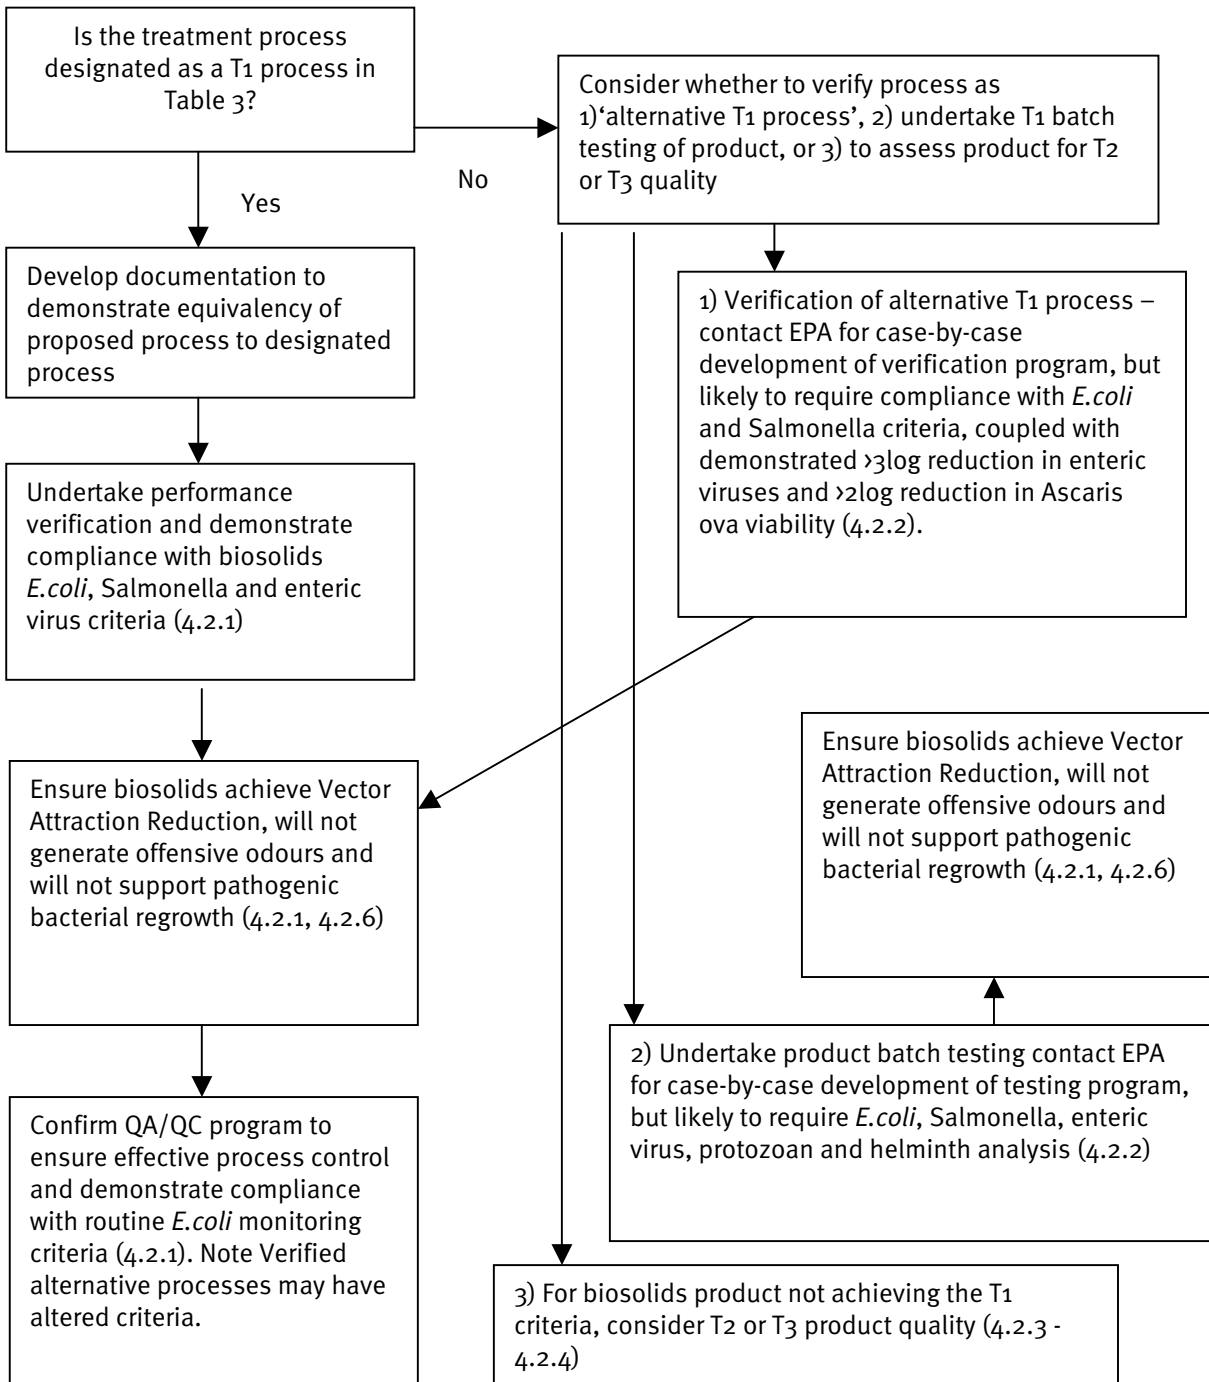 Is the treatment process
designated as a T1 process in
Table 3?
Consider whether to verify process as
1)‘alternative T1 process’, 2) undertake T1 batch
testing of product, or 3) to assess product for T2
or T3 quality
No
Yes
Develop documentation to
demonstrate equivalency of
proposed process to designated
process
1) Verification of alternative T1 process –
contact EPA for case-by-case
development of verification program, but
likely to require compliance with E.coli
and Salmonella criteria, coupled with
demonstrated >3log reduction in enteric
viruses and >2log reduction in Ascaris
ova viability (4.2.2).
Undertake performance
verification and demonstrate
compliance with biosolids
E.coli, Salmonella and enteric
virus criteria (4.2.1)
Ensure biosolids achieve Vector
Attraction Reduction, will not
generate offensive odours and
will not support pathogenic
bacterial regrowth (4.2.1, 4.2.6)
Ensure biosolids achieve Vector
Attraction Reduction, will not
generate offensive odours and
will not support pathogenic
bacterial regrowth (4.2.1, 4.2.6)
2) Undertake product batch testing contact EPA
for case-by-case development of testing program,
but likely to require E.coli, Salmonella, enteric
virus, protozoan and helminth analysis (4.2.2)
Confirm QA/QC program to
ensure effective process control
and demonstrate compliance
with routine E.coli monitoring
criteria (4.2.1). Note Verified
alternative processes may have
altered criteria.
3) For biosolids product not achieving the T1
criteria, consider T2 or T3 product quality (4.2.3 -
4.2.4)